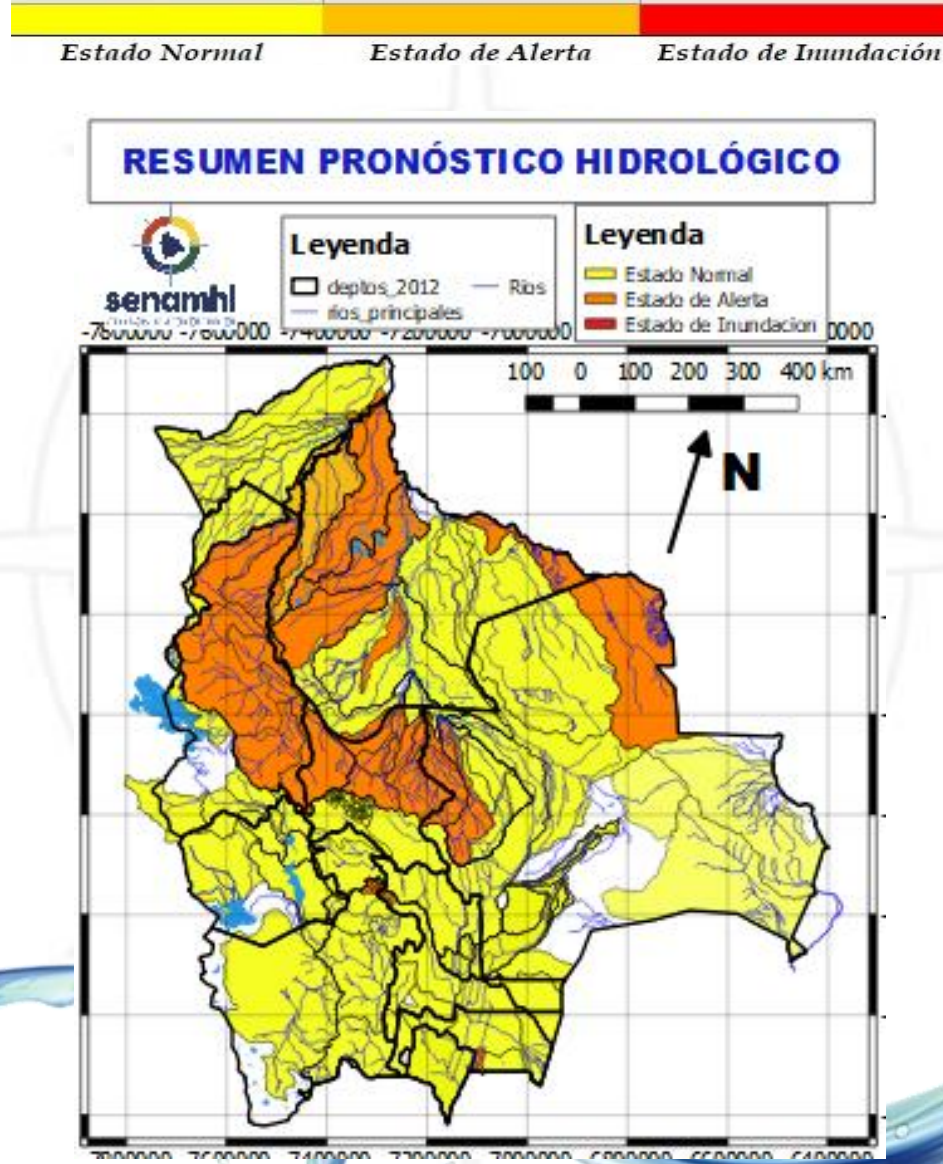 Estado Normal Estado de Alerta Estado de Inundación
RESUMEN PRONÓSTICO HIDROLÓGICO
senamhi
Leyenda
deptos_2012 Rios
rios_principales
Leyenda
Estado Normal
Estado de Alerta
Estado de Inundacion
-7800000 -7600000 -7400000 -7200000 -7000000
100 0 100 200 300 400 km
N